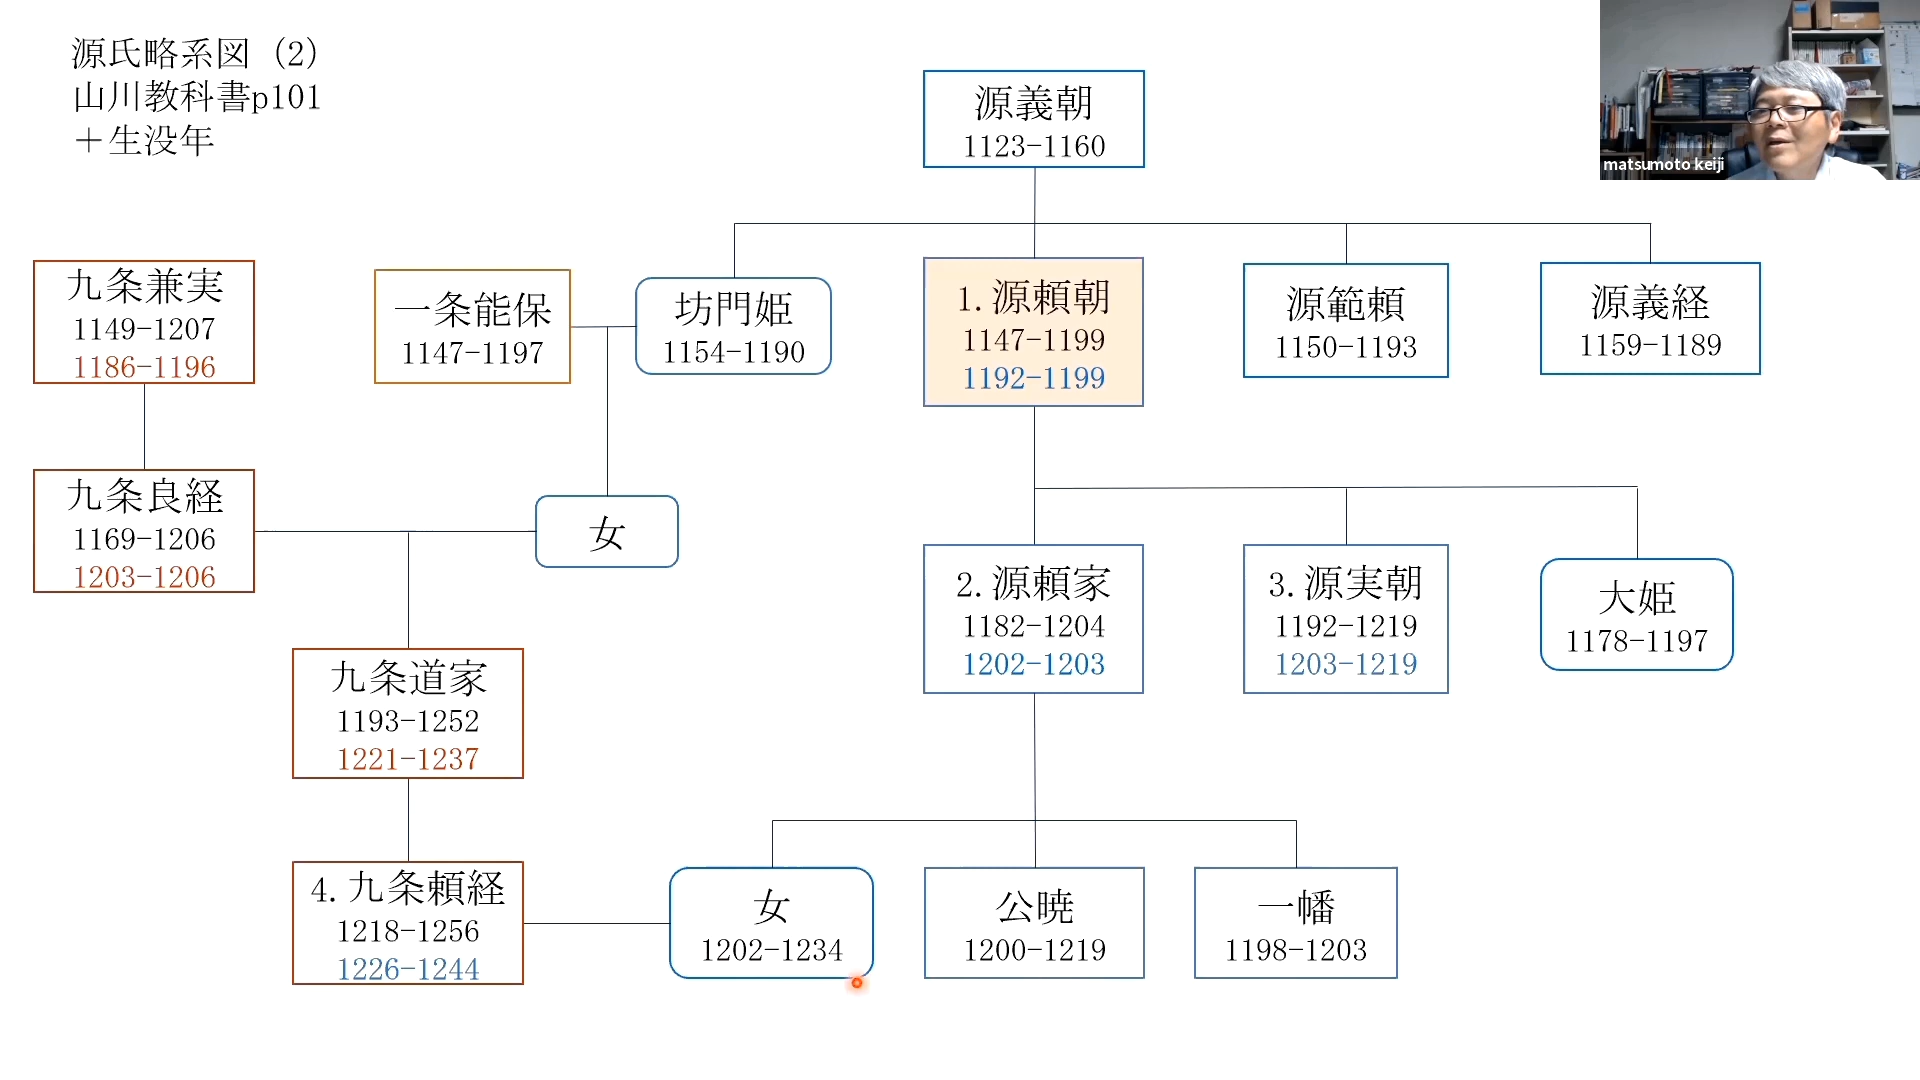 源氏略系図（2）
山川教科書p101
＋生没年
matsumoto keiji
源義朝
1123-1160
九条兼実
1149-1207
1186-1196
一条能保
1147-1197
坊門姫
1154-1190
1.源頼朝
1147-1199
1192-1199
源範頼
1150-1193
源義経
1159-1189
九条良経
1169-1206
1203-1206
女
2.源頼家
1182-1204
1202-1203
3.源実朝
1192-1219
1203-1219
大姫
1178-1197
九条道家
1193-1252
1221-1237
4.九条頼経
1218-1256
1226-1244
女
1202-1234
公暁
1200-1219
一幡
1198-1203